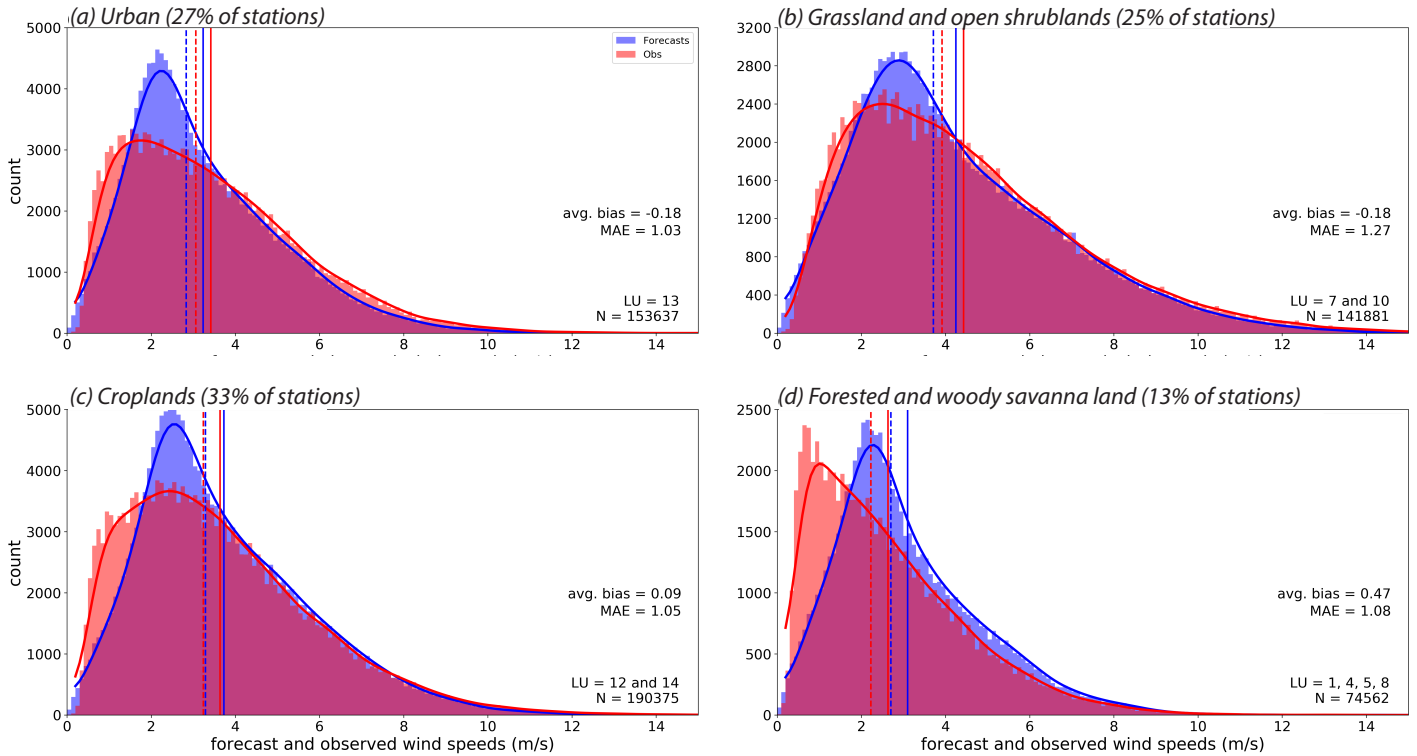 (a) Urban (27% of stations)
5000
4000
3000
2000
1000
0
count
Forecasts
Obs
avg. bias = -0.18
MAE = 1.03
LU = 13
N = 153637
0 2 4 6 8 10 12 14
(b) Grassland and open shrublands (25% of stations)
3200
2800
2400
2000
1600
1200
800
400
0
avg. bias = -0.18
MAE = 1.27
LU = 7 and 10
N = 141881
0 2 4 6 8 10 12 14
(c) Croplands (33% of stations)
5000
4000
3000
2000
1000
0
count
avg. bias = 0.09
MAE = 1.05
LU = 12 and 14
N = 190375
0 2 4 6 8 10 12 14
forecast and observed wind speeds (m/s)
(d) Forested and woody savanna land (13% of stations)
2500
2000
1500
1000
500
0
avg. bias = 0.47
MAE = 1.08
LU = 1, 4, 5, 8
N = 74562
0 2 4 6 8 10 12 14
forecast and observed wind speeds (m/s)